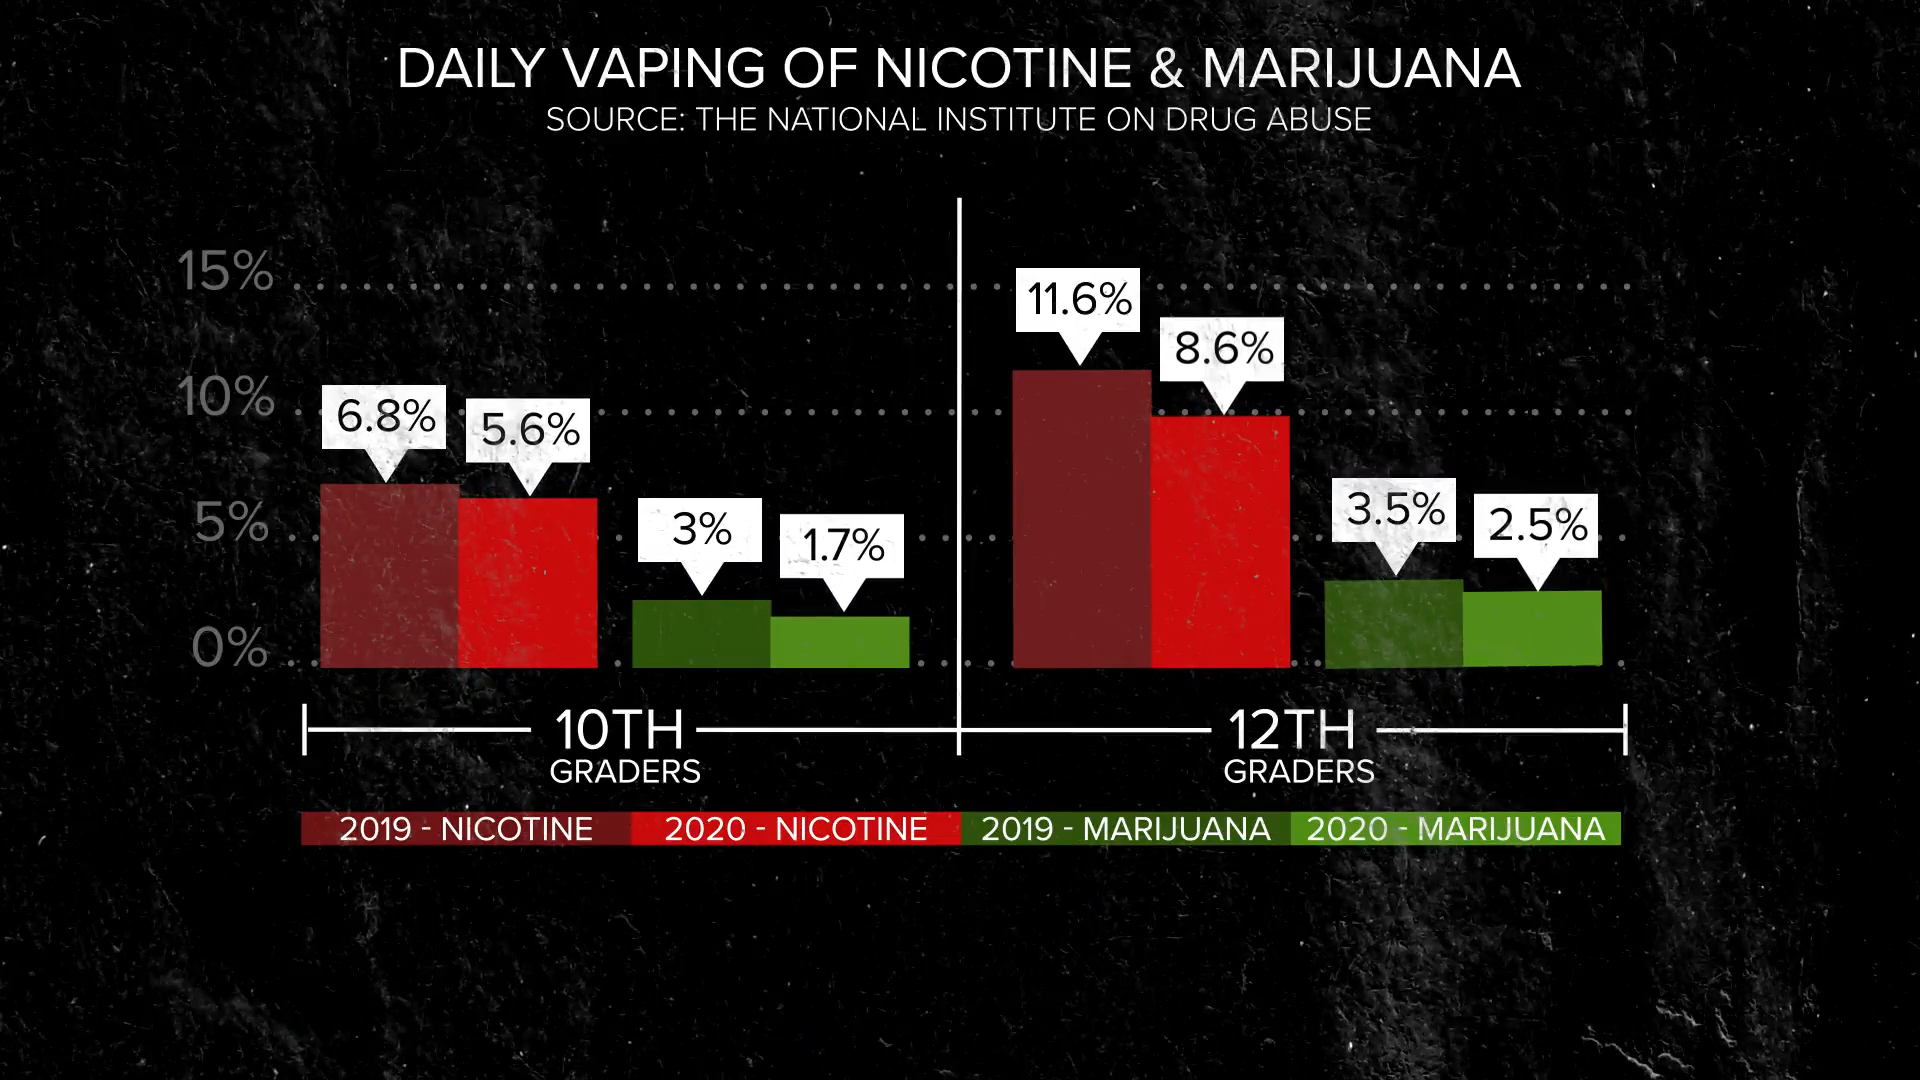 DAILY VAPING OF NICOTINE & MARIJUANA
SOURCE: THE NATIONAL INSTITUTE ON DRUG ABUSE
15%
10%
5%
0%
6.8%
5.6%
3%
1.7%
11.6%
8.6%
3.5%
2.5%
10TH
GRADERS
12TH
GRADERS
2019 - NICOTINE
2020 - NICOTINE
2019 - MARIJUANA
2020 - MARIJUANA